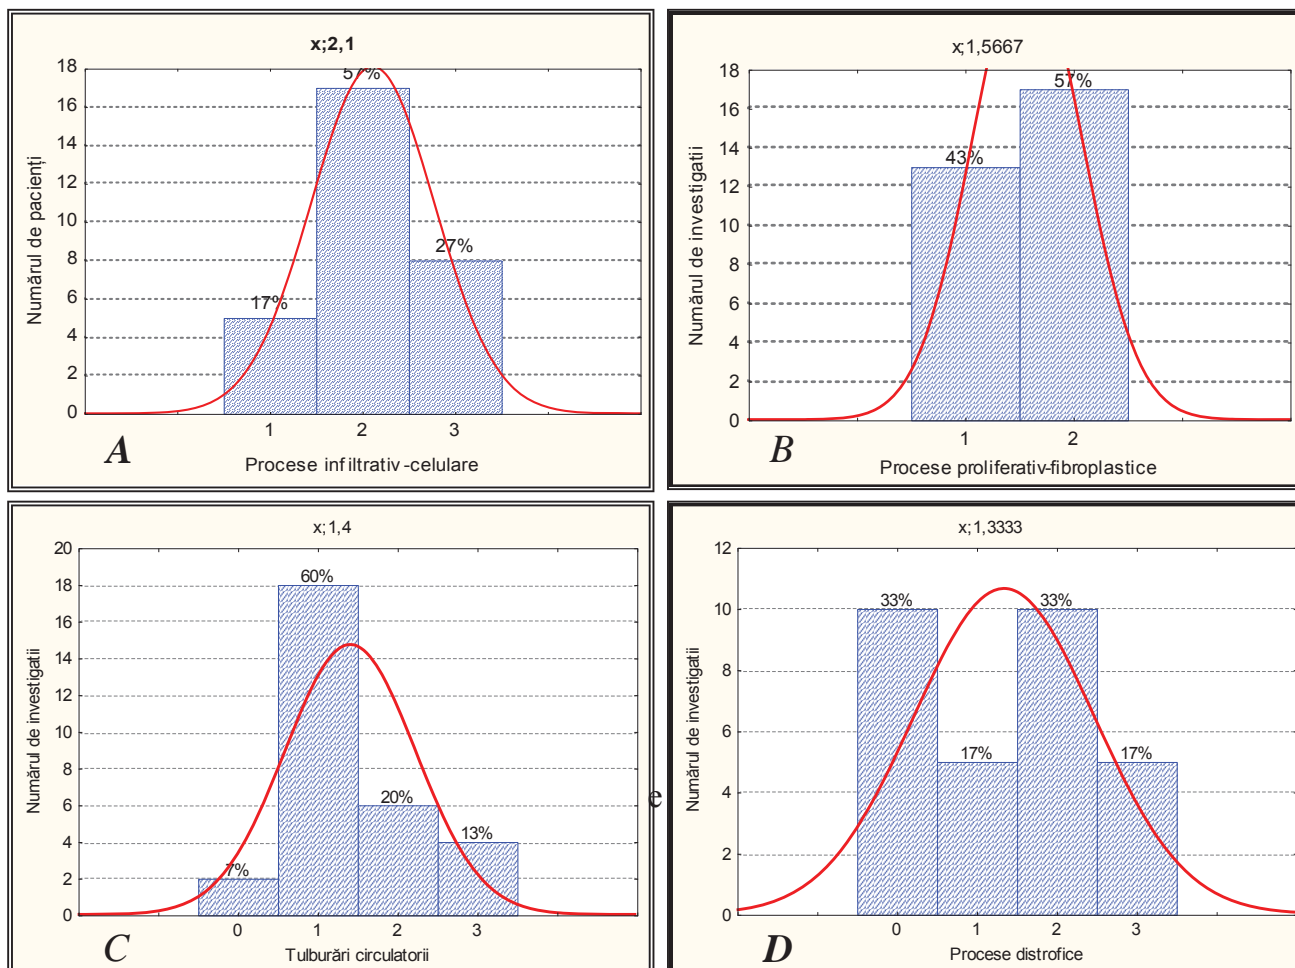 x;2,1
18
16
14
12
10
8
6
4
2
0
57%
27%
17%
1 2 3
Numărul de pacienți
Procese infiltrativ-celulare
A
x;1,5667
18
16
14
12
10
8
6
4
2
0
57%
43%
1 2
Numărul de investigatii
Procese proliferativ-fibroplastice
B
x;1,4
20
18
16
14
12
10
8
6
4
2
0
60%
20%
13%
7%
0 1 2 3
Numărul de investigatii
Tulburări circulatorii
C
e
x;1,3333
12
10
8
6
4
2
0
33% 33%
17% 17%
0 1 2 3
Numărul de investigatii
Procese distrofice
D